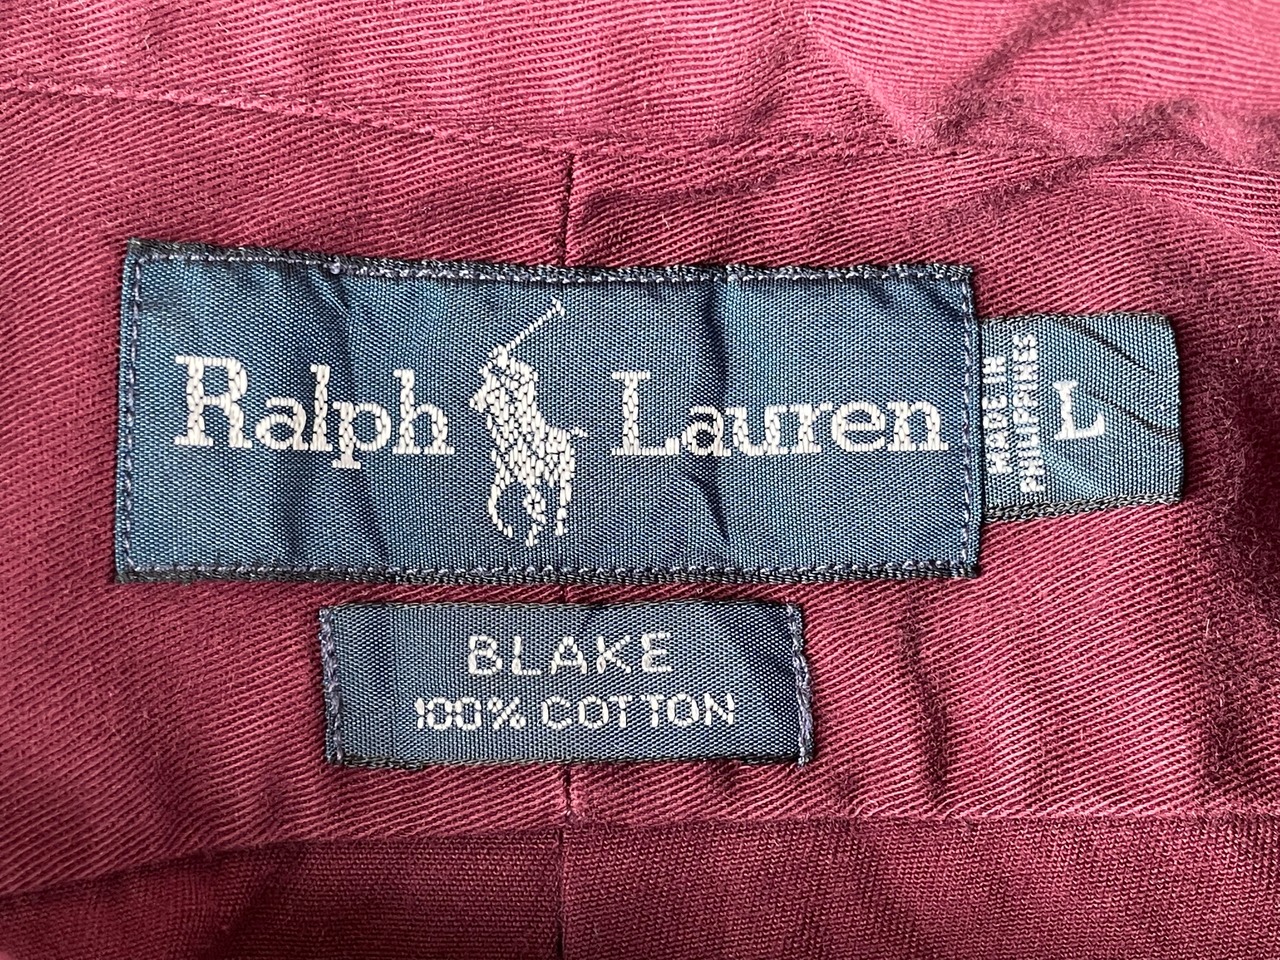 Ralph Lauren
MADE IN
PHILIPPINES
L
BLAKE
100% COTTON